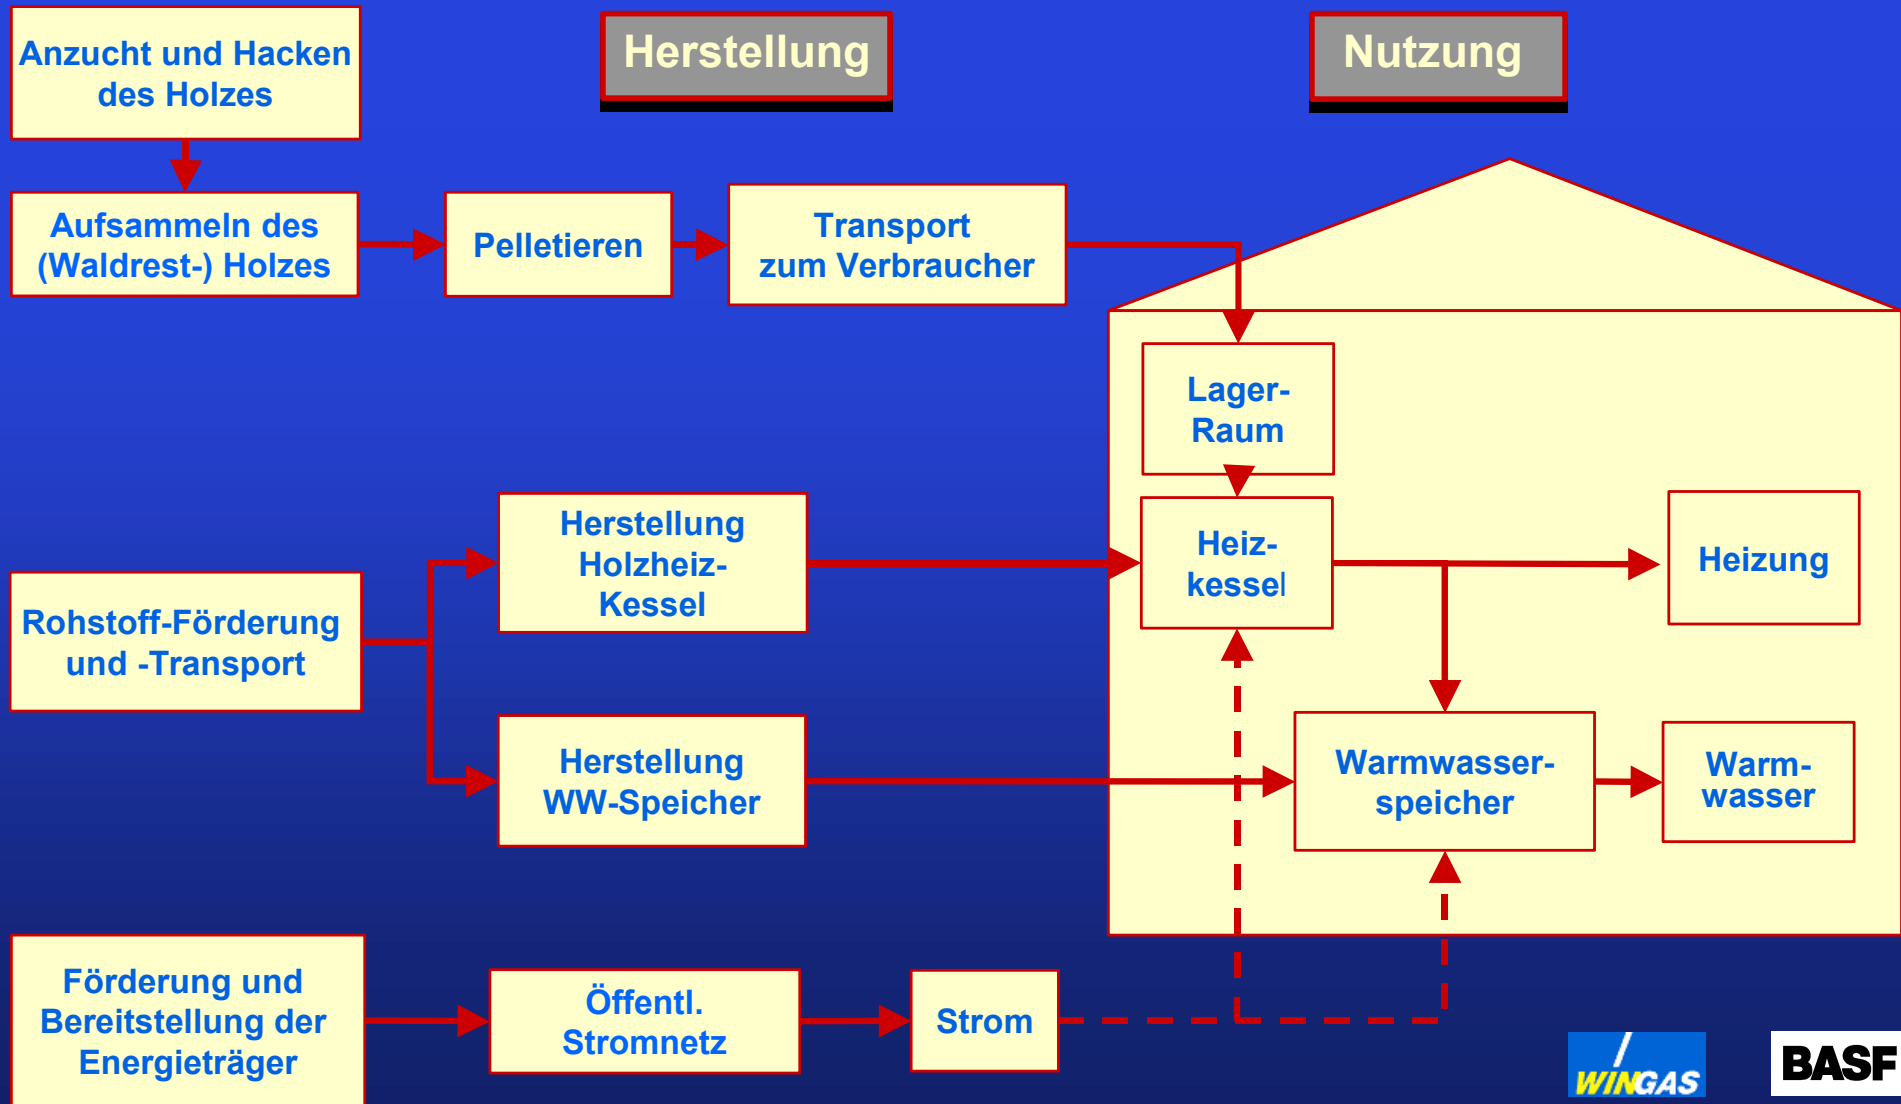 Anzucht und Hacken
des Holzes
Herstellung
Nutzung
Aufsammeln des
(Waldrest-) Holzes
Pelletieren
Transport
zum Verbraucher
Lager-
Raum
Herstellung
Holzheiz-
Kessel
Heiz-
kessel
Heizung
Rohstoff-Förderung
und -Transport
Herstellung
WW-Speicher
Warmwasser-
speicher
Warm-
wasser
Förderung und
Bereitstellung der
Energieträger
Öffentl.
Stromnetz
Strom
WINGAS
BASF